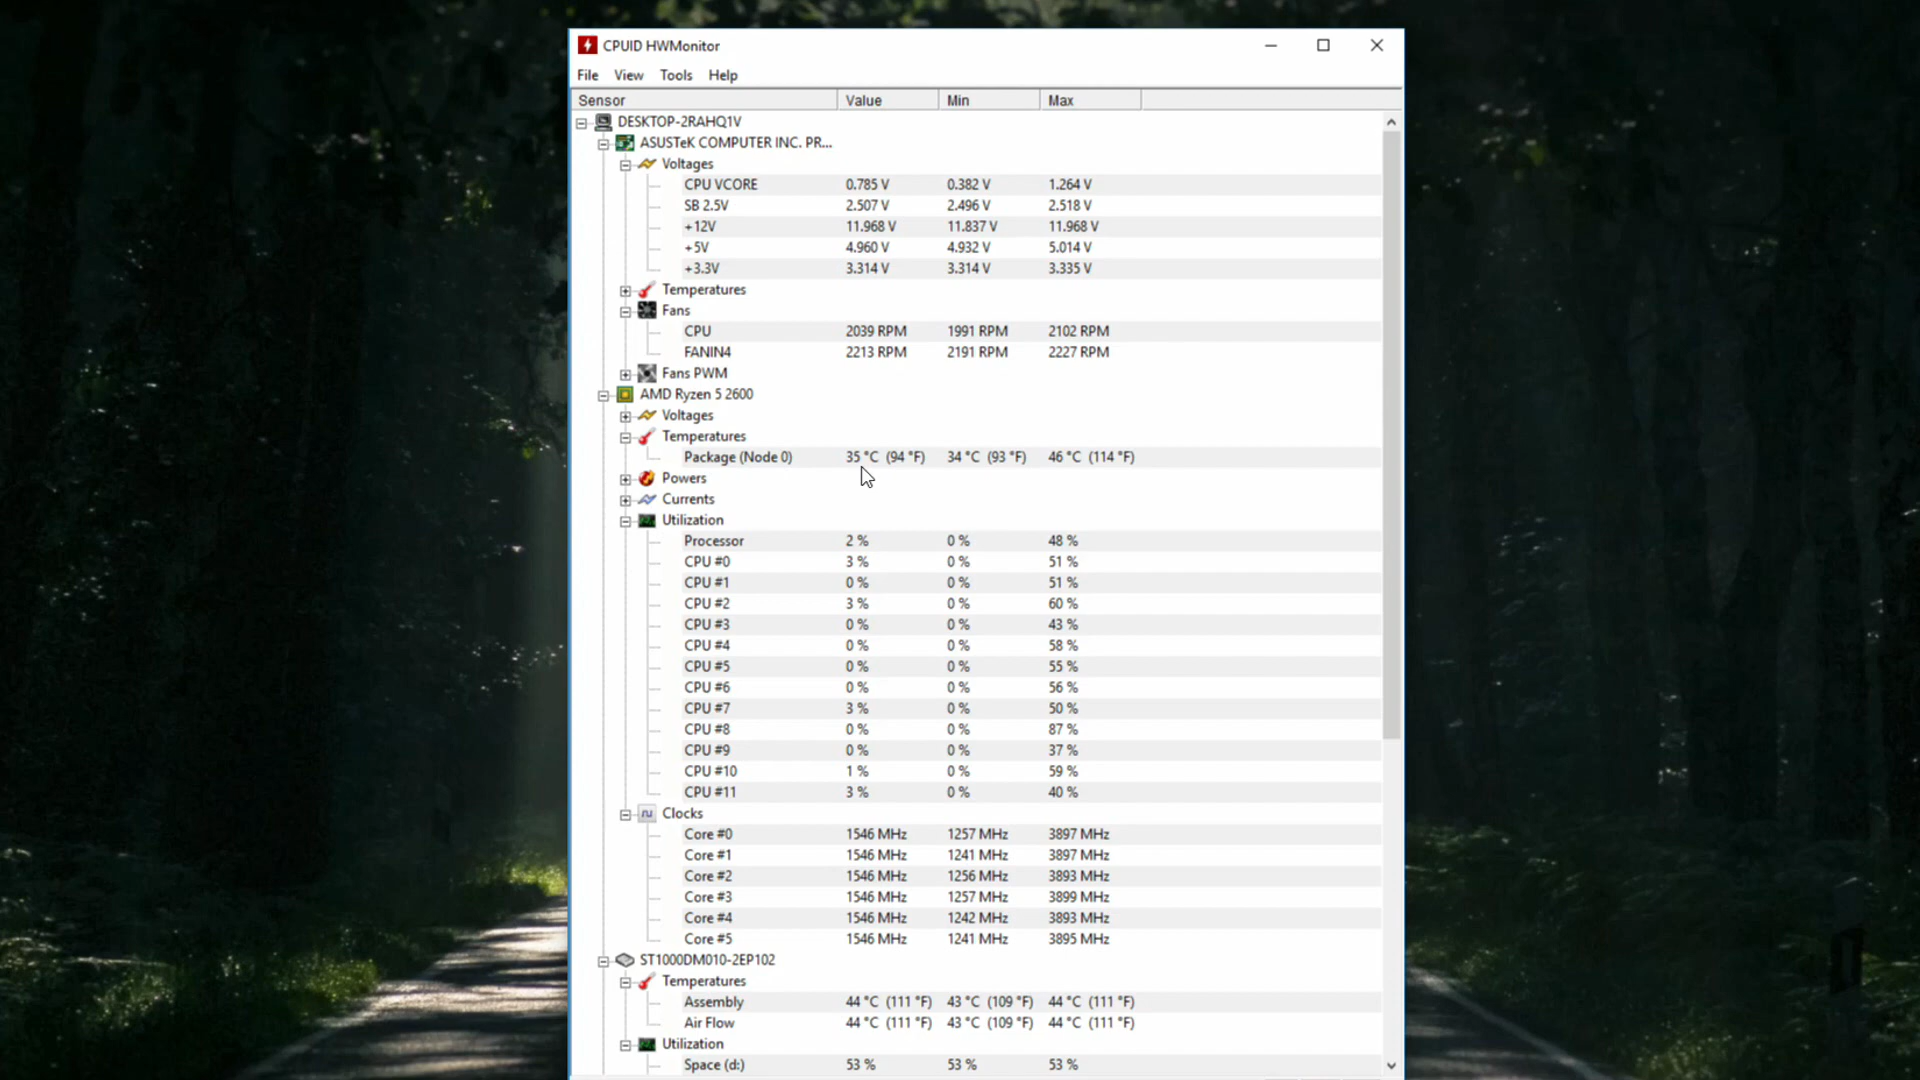 CPUID HWMonitor
File View Tools Help
Sensor Value Min Max
DESKTOP-2RAHQ1V
ASUSTeK COMPUTER INC. PR...
Voltages
CPU VCORE 0.785 V 0.382 V 1.264 V
SB 2.5V 2.507 V 2.496 V 2.518 V
+12V 11.968 V 11.837 V 11.968 V
+5V 4.960 V 4.932 V 5.014 V
+3.3V 3.314 V 3.314 V 3.335 V
Temperatures
Fans
CPU 2039 RPM 1991 RPM 2102 RPM
FANIN4 2213 RPM 2191 RPM 2227 RPM
Fans PWM
AMD Ryzen 5 2600
Voltages
Temperatures
Package (Node 0) 35 °C (94 °F) 34 °C (93 °F) 46 °C (114 °F)
Powers
Currents
Utilization
Processor 2 % 0 % 48 %
CPU #0 3 % 0 % 51 %
CPU #1 0 % 0 % 51 %
CPU #2 3 % 0 % 60 %
CPU #3 0 % 0 % 43 %
CPU #4 0 % 0 % 58 %
CPU #5 0 % 0 % 55 %
CPU #6 0 % 0 % 56 %
CPU #7 3 % 0 % 50 %
CPU #8 0 % 0 % 87 %
CPU #9 0 % 0 % 37 %
CPU #10 1 % 0 % 59 %
CPU #11 3 % 0 % 40 %
Clocks
Core #0 1546 MHz 1257 MHz 3897 MHz
Core #1 1546 MHz 1241 MHz 3897 MHz
Core #2 1546 MHz 1256 MHz 3893 MHz
Core #3 1546 MHz 1257 MHz 3899 MHz
Core #4 1546 MHz 1242 MHz 3893 MHz
Core #5 1546 MHz 1241 MHz 3895 MHz
ST1000DM010-2EP102
Temperatures
Assembly 44 °C (111 °F) 43 °C (109 °F) 44 °C (111 °F)
Air Flow 44 °C (111 °F) 43 °C (109 °F) 44 °C (111 °F)
Utilization
Space (d:) 53 % 53 % 53 %